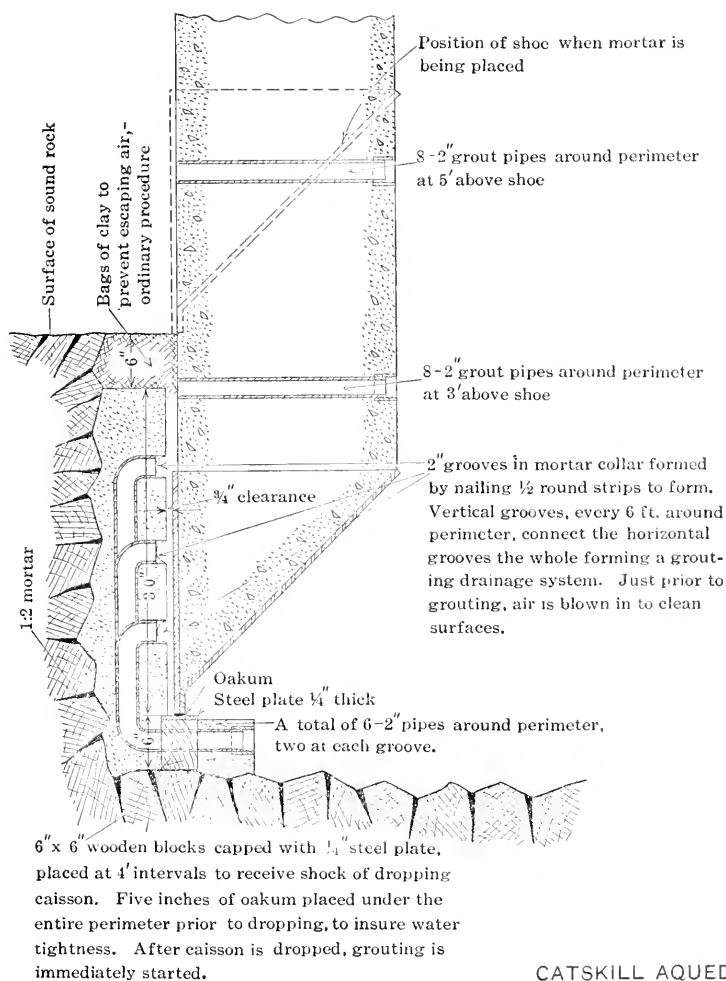 Position of shoe when mortar is
being placed
8-2" grout pipes around perimeter
at 5' above shoe
Surface of sound rock
Bags of clay to
prevent escaping air,-
ordinary procedure
6"
8-2" grout pipes around perimeter
at 3' above shoe
2" grooves in mortar collar formed
by nailing ½ round strips to form.
Vertical grooves, every 6 ft. around
perimeter, connect the horizontal
grooves the whole forming a grout-
ing drainage system. Just prior to
grouting, air is blown in to clean
surfaces.
¾" clearance
30"
1:2 mortar
Oakum
Steel plate ¼" thick
6"
A total of 6-2" pipes around perimeter,
two at each groove.
6" x 6" wooden blocks capped with ¼" steel plate,
placed at 4' intervals to receive shock of dropping
caisson. Five inches of oakum placed under the
entire perimeter prior to dropping, to insure water
tightness. After caisson is dropped, grouting is
immediately started.
CATSKILL AQUED